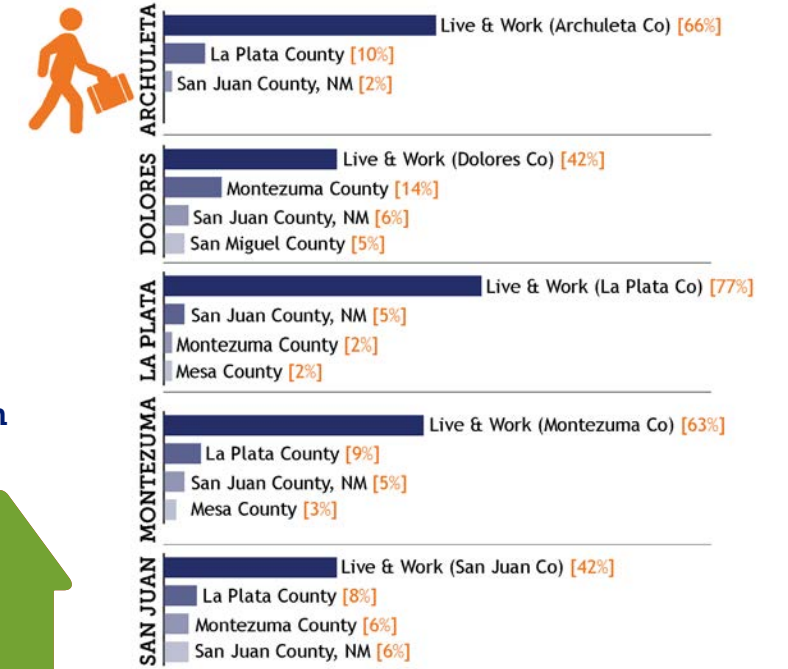 ARCHULETA
Live & Work (Archuleta Co) [66%]
La Plata County [10%]
San Juan County, NM [2%]
DOLORES
Live & Work (Dolores Co) [42%]
Montezuma County [14%]
San Juan County, NM [6%]
San Miguel County [5%]
LA PLATA
Live & Work (La Plata Co) [77%]
San Juan County, NM [5%]
Montezuma County [2%]
Mesa County [2%]
MONTEZUMA
Live & Work (Montezuma Co) [63%]
La Plata County [9%]
San Juan County, NM [5%]
Mesa County [3%]
SAN JUAN
Live & Work (San Juan Co) [42%]
La Plata County [8%]
Montezuma County [6%]
San Juan County, NM [6%]